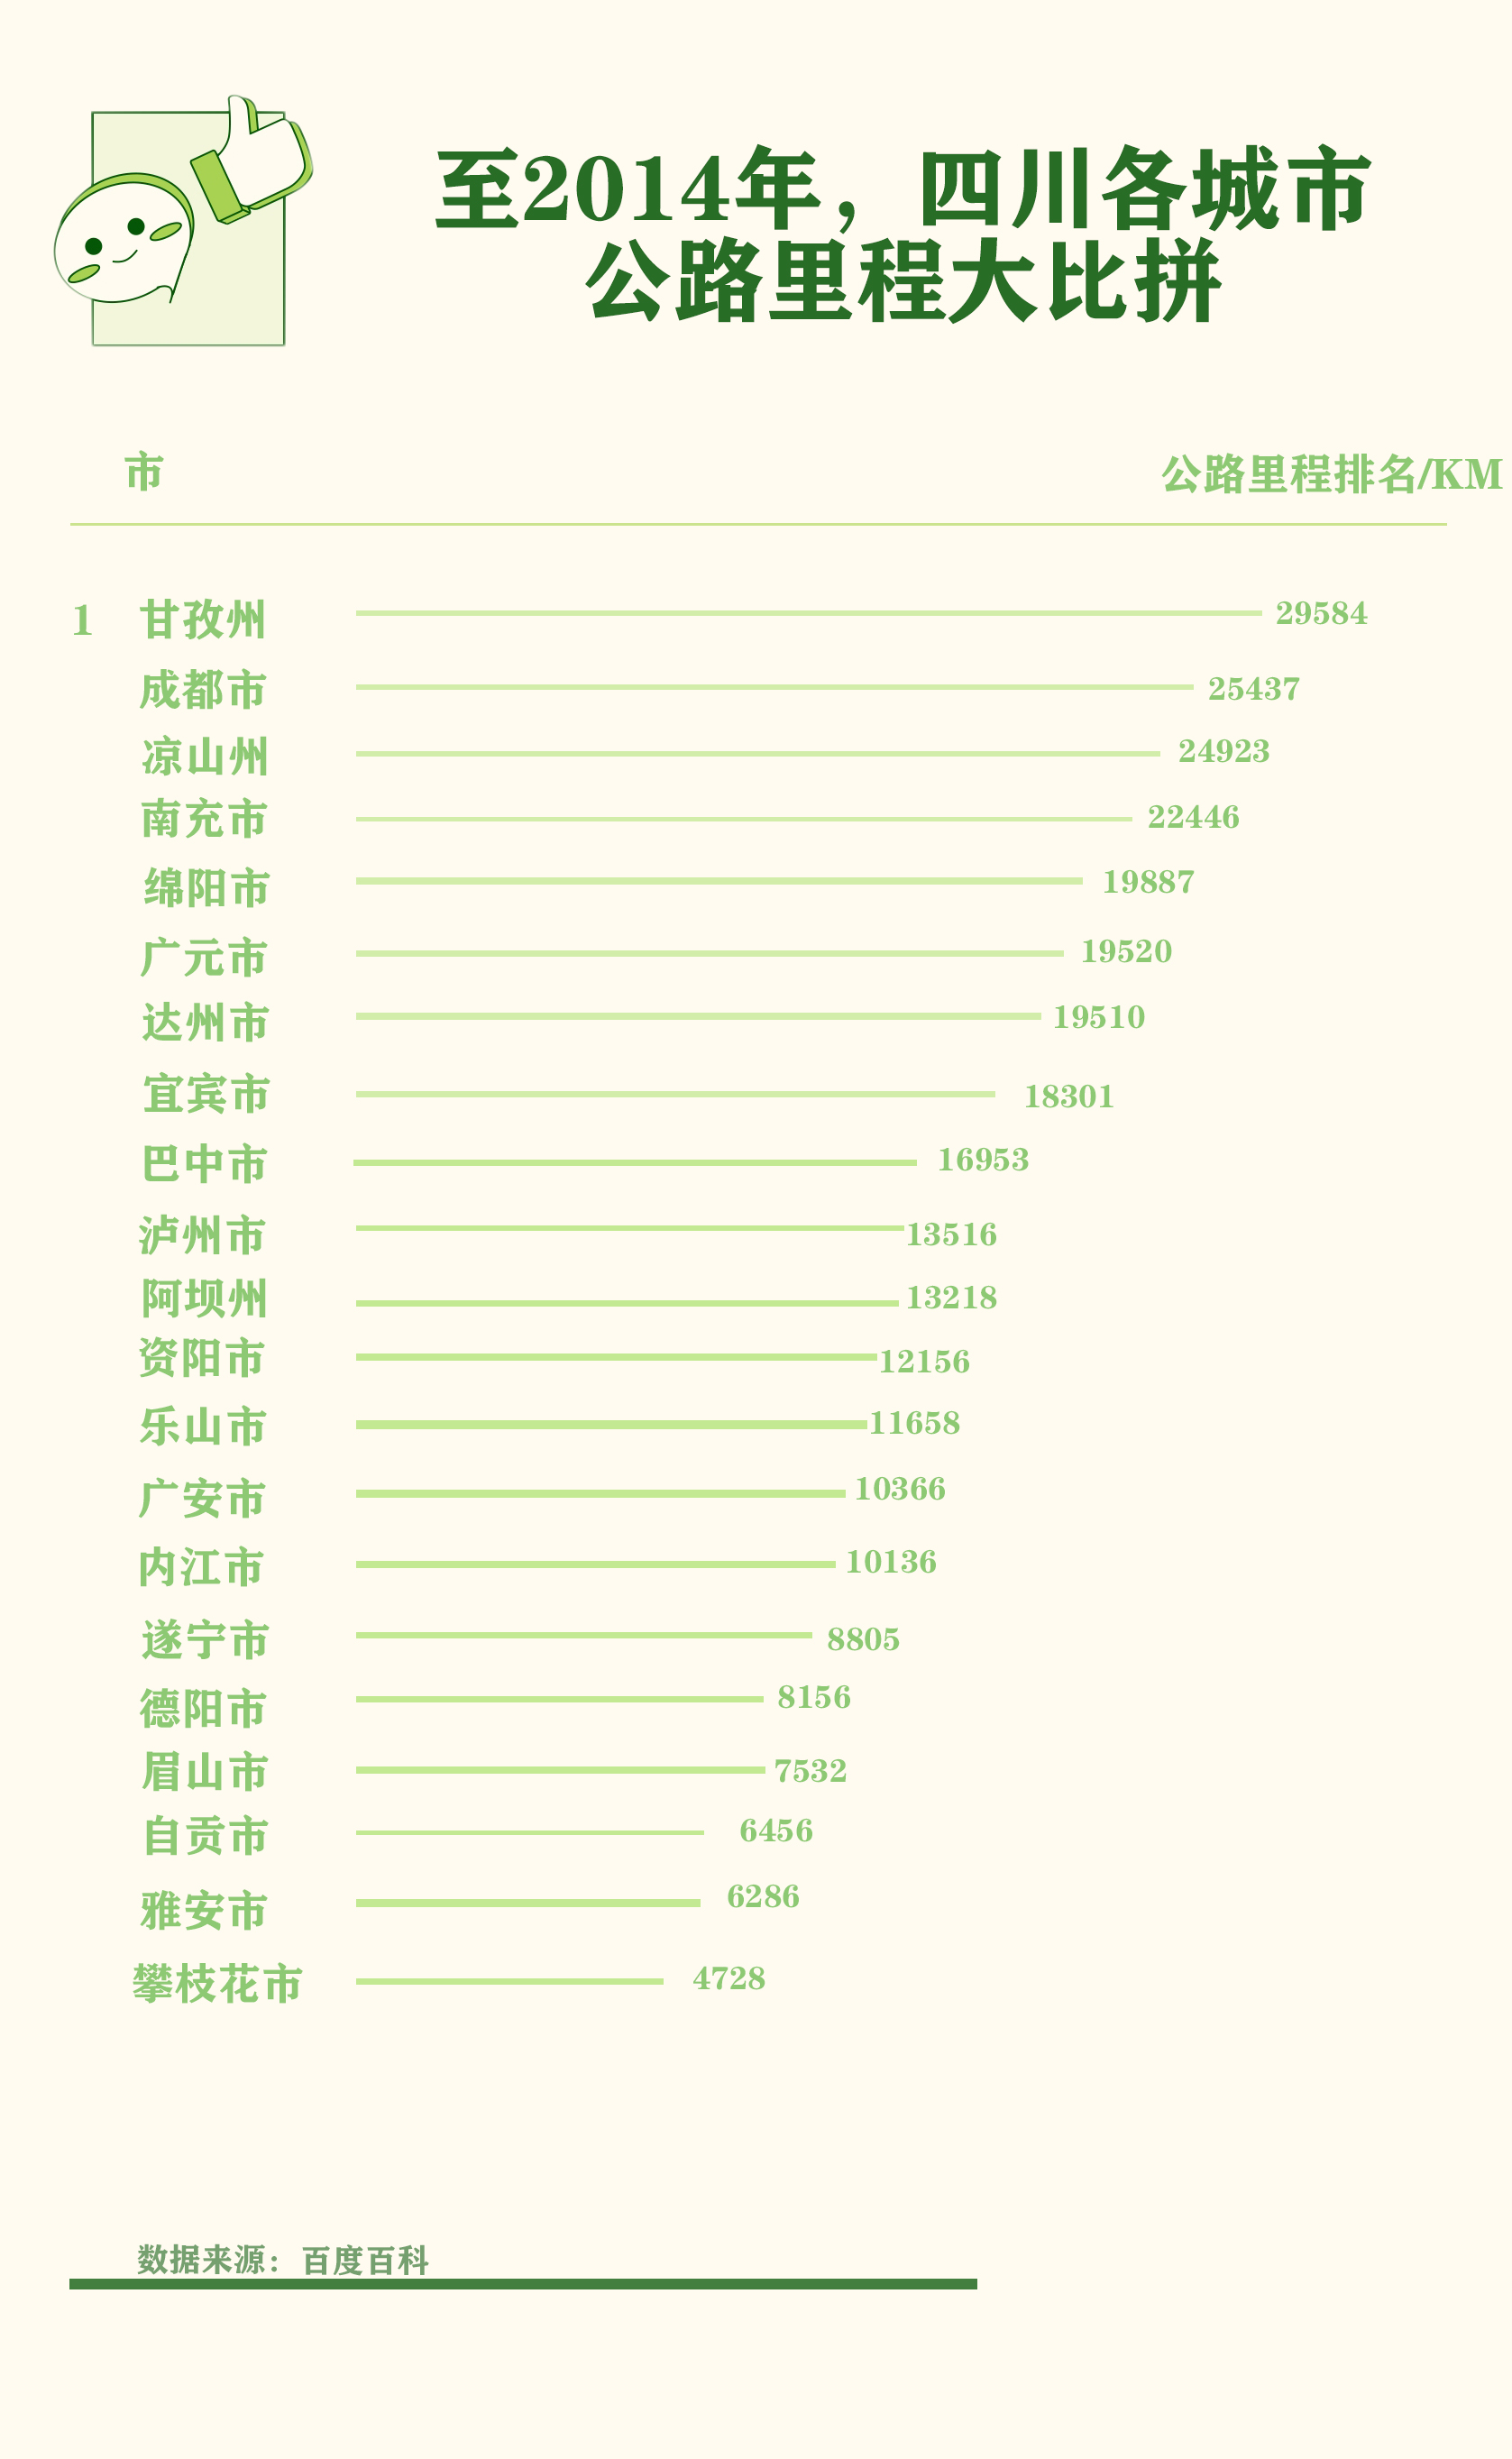 至2014年，四川各城市
公路里程大比拼
市 公路里程排名/KM
1 甘孜州 29584
成都市 25437
凉山州 24923
南充市 22446
绵阳市 19887
广元市 19520
达州市 19510
宜宾市 18301
巴中市 16953
泸州市 13516
阿坝州 13218
资阳市 12156
乐山市 11658
广安市 10366
内江市 10136
遂宁市 8805
德阳市 8156
眉山市 7532
自贡市 6456
雅安市 6286
攀枝花市 4728
数据来源：百度百科